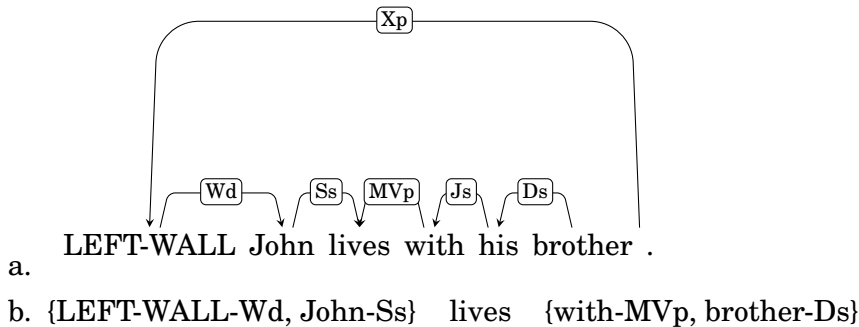 Xp
Wd Ss MVp Js Ds
LEFT-WALL John lives with his brother .
a.
b. {LEFT-WALL-Wd, John-Ss} lives {with-MVp, brother-Ds}